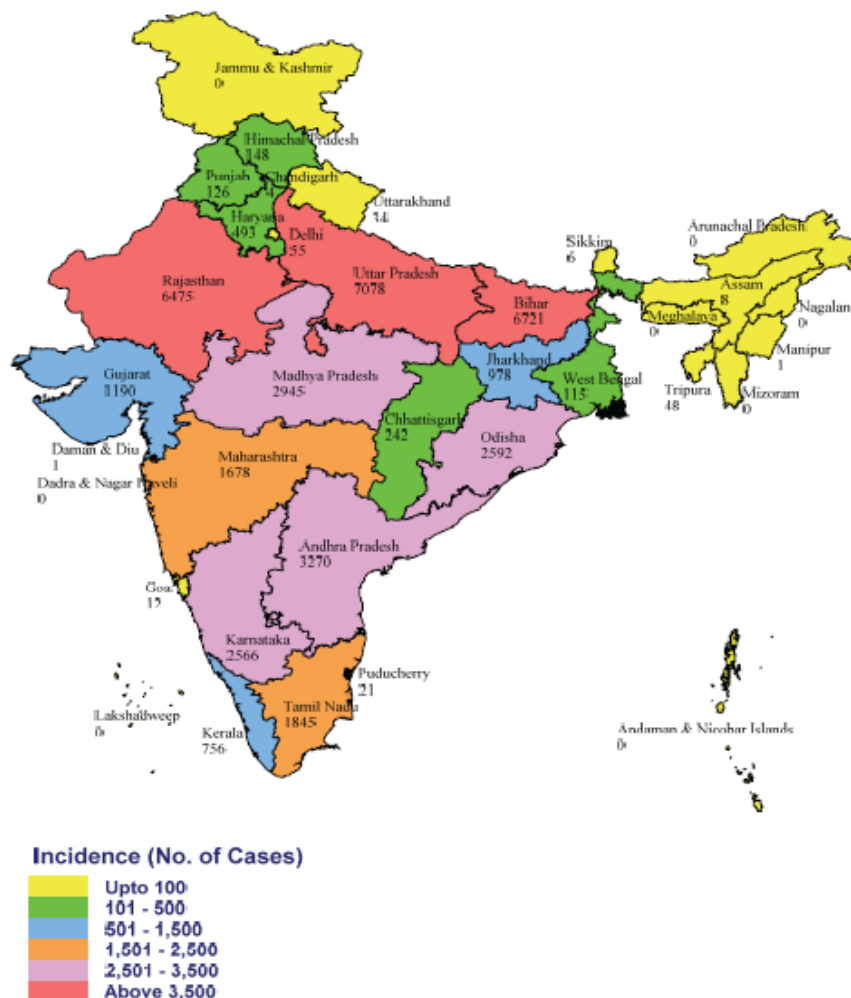 Jammu & Kashmir
0
Himachal Pradesh
148
Punjab
126
Chandigarh
4
Uttarakhand
34
Haryana
493
Delhi
55
Arunachal Pradesh
0
Sikkim
6
Rajasthan
6475
Uttar Pradesh
7078
Bihar
6721
Assam
8
Meghalaya
0
Nagalan
0
Manipur
1
Mizoram
0
Tripura
48
Gujarat
1190
Madhya Pradesh
2945
Jharkhand
978
West Bengal
115
Chhattisgarh
242
Odisha
2592
Daman & Diu
1
Dadra & Nagar Haveli
0
Maharashtra
1678
Andhra Pradesh
3270
Goa
12
Karnataka
2566
Puducherry
21
Lakshadweep
0
Kerala
756
Tamil Nadu
1845
Andaman & Nicobar Islands
0
Incidence (No. of Cases)
Upto 100
101 - 500
501 - 1,500
1,501 - 2,500
2,501 - 3,500
Above 3,500